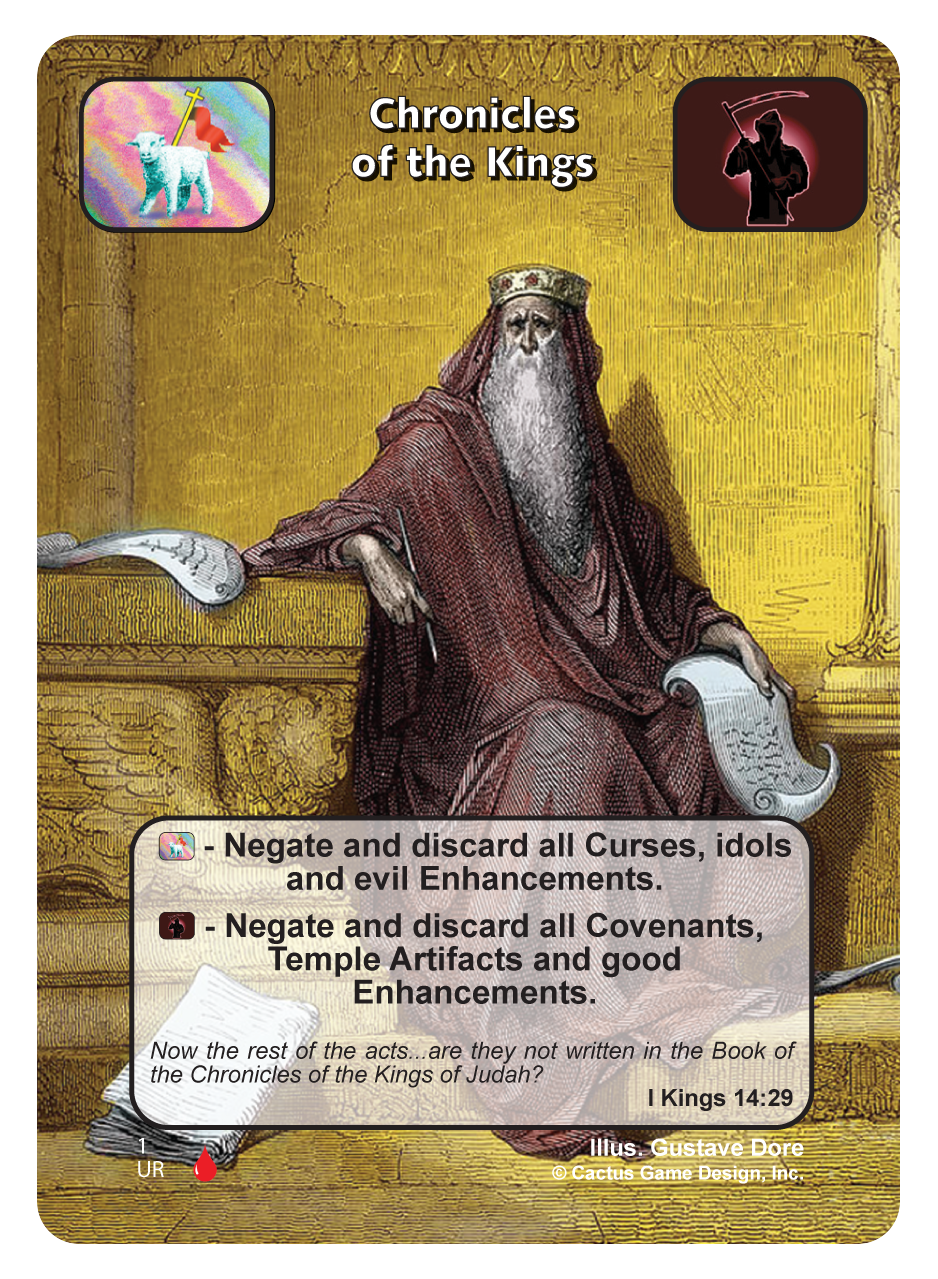 Chronicles
of the Kings
- Negate and discard all Curses, idols
and evil Enhancements.
- Negate and discard all Covenants,
Temple Artifacts and good
Enhancements.
Now the rest of the acts...are they not written in the Book of
the Chronicles of the Kings of Judah?
I Kings 14:29
1
UR
Illus. Gustave Dore
© Cactus Game Design, Inc.